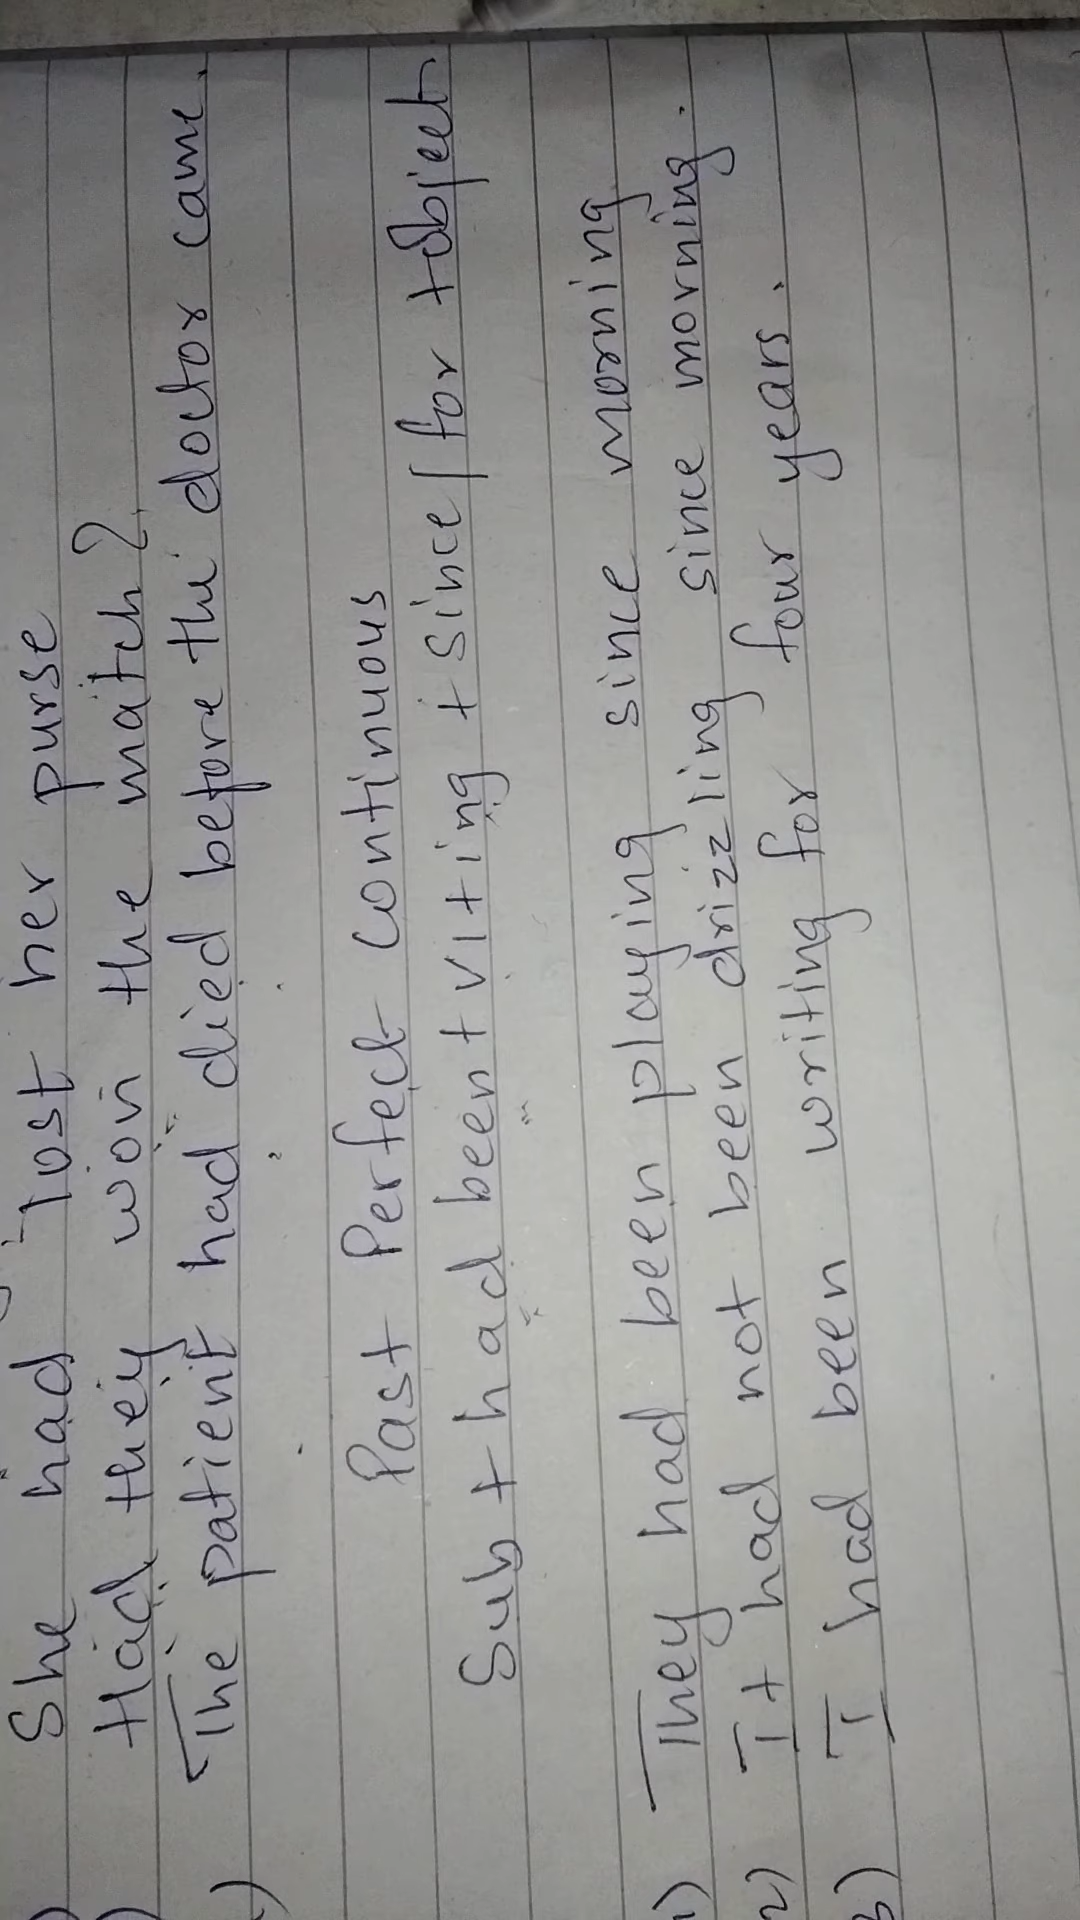 She had lost her purse
Had they won the match?
The patient had died before the doctor came.
Past Perfect Continuous
Sub + had been + V1 + ing + since/for + object
1) They had been playing since morning
2) It had not been drizzling since morning.
3) I had been writing for four years.